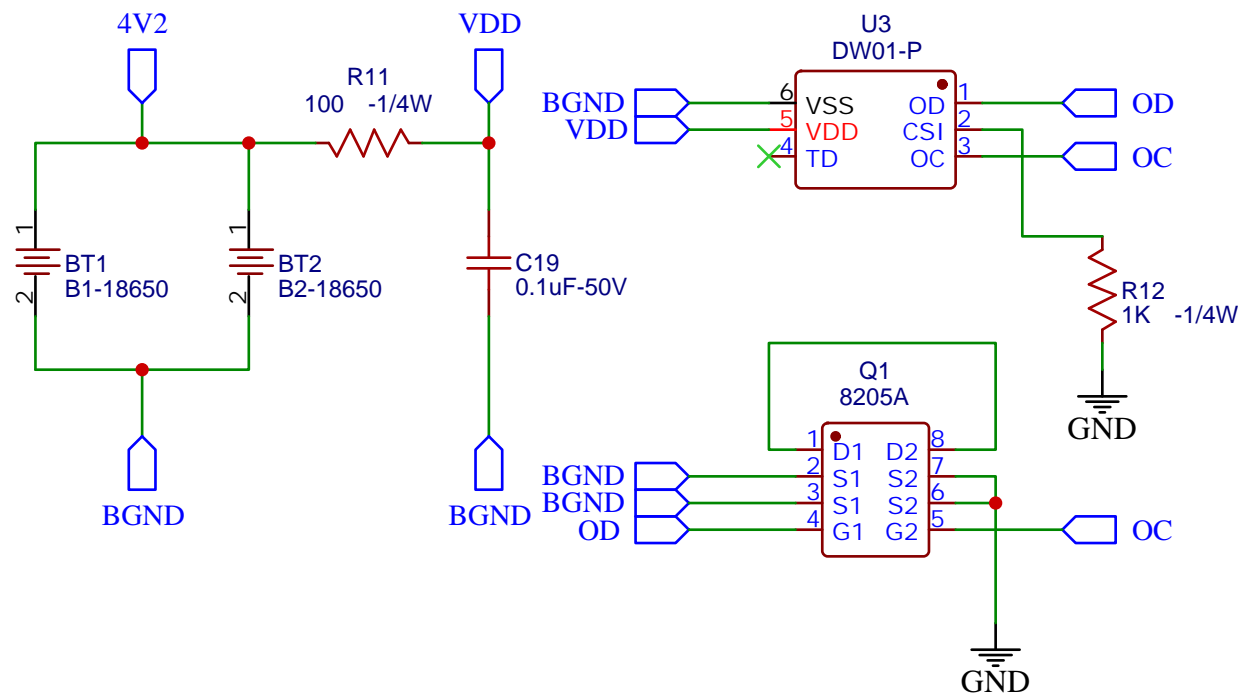 4V2
VDD
R11
100 -1/4W
1
BT1
B1-18650
2
1
BT2
B2-18650
2
C19
0.1uF-50V
BGND
BGND
U3
DW01-P
BGND
VDD
6
5
4
VSS
VDD
TD
OD
CSI
OC
1
2
3
OD
OC
R12
1K -1/4W
GND
Q1
8205A
BGND
BGND
OD
1
2
3
4
D1
S1
S1
G1
D2
S2
S2
G2
8
7
6
5
OC
GND